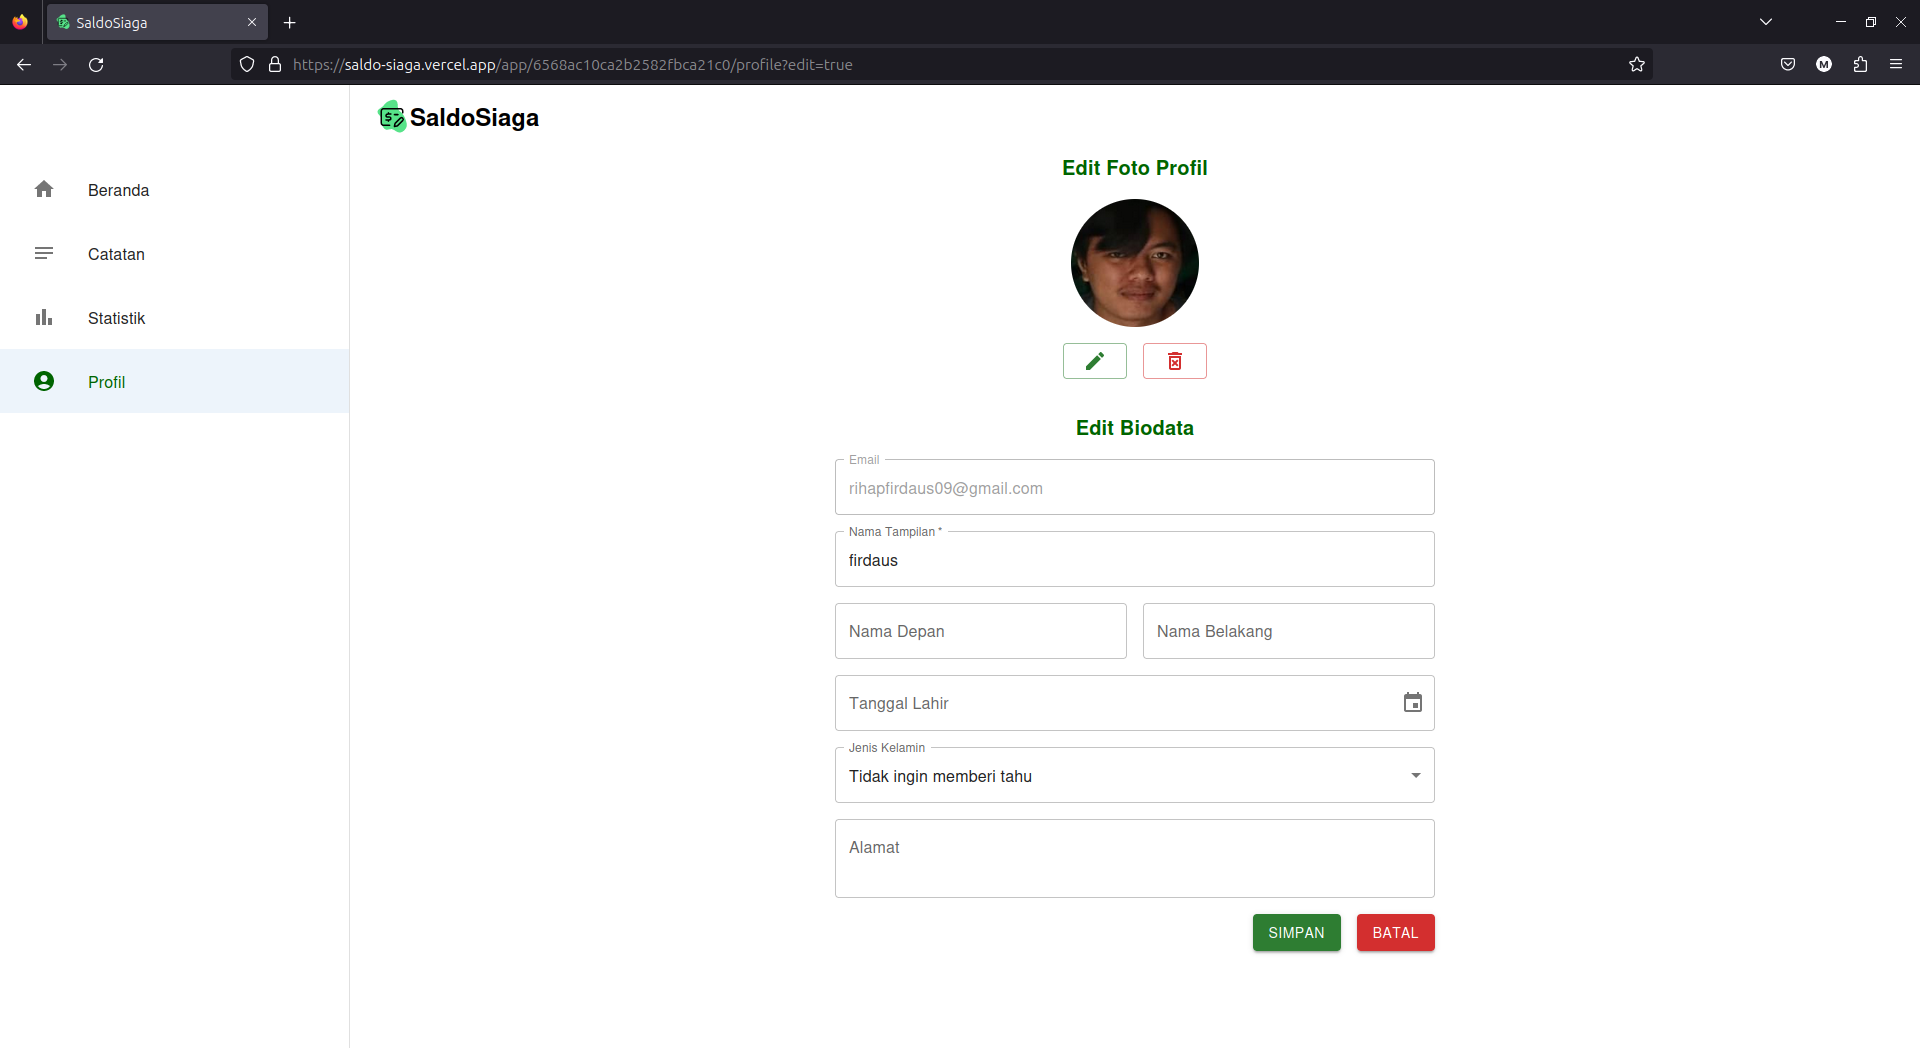 SaldoSiaga
https://saldo-siaga.vercel.app/app/6568ac10ca2b2582fbca21c0/profile?edit=true
M
SaldoSiaga
Beranda
Catatan
Statistik
Profil
Edit Foto Profil
Edit Biodata
Email
rihapfirdaus09@gmail.com
Nama Tampilan *
firdaus
Nama Depan Nama Belakang
Tanggal Lahir
Jenis Kelamin
Tidak ingin memberi tahu
Alamat
SIMPAN BATAL